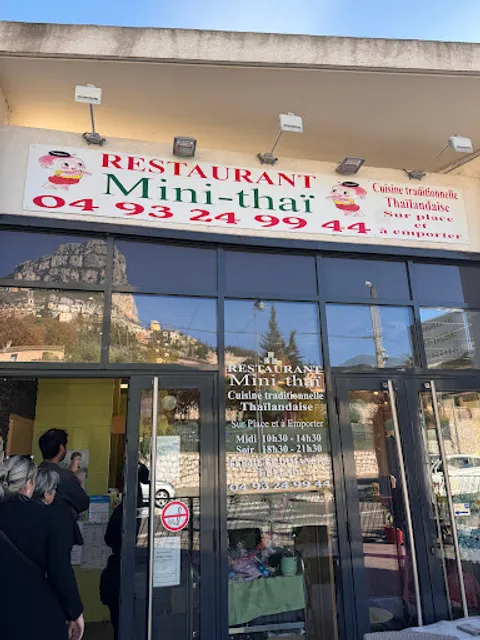 RESTAURANT
Mini-thaï
04 93 24 99 44
Cuisine traditionnelle
Thaïlandaise
Sur place
et
à emporter
RESTAURANT
Mini-thaï
Cuisine traditionnelle
Thaïlandaise
Sur Place et à Emporter
Midi 10h30 - 14h30
Soir 18h30 - 21h30
04 93 24 99 44